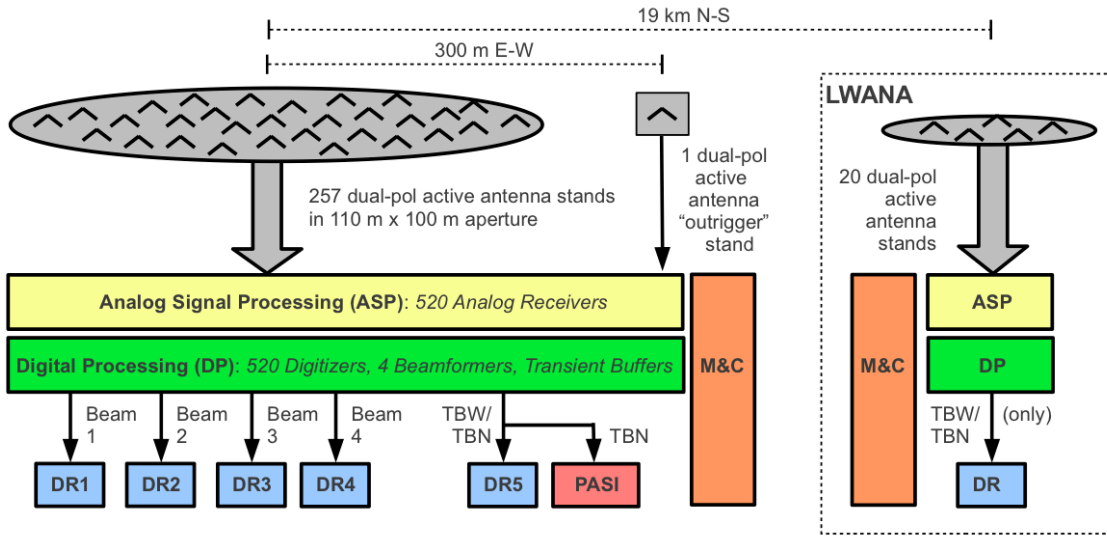 19 km N-S
300 m E-W
LWANA
257 dual-pol active antenna stands
in 110 m x 100 m aperture
1 dual-pol
active
antenna
“outrigger”
stand
20 dual-pol
active
antenna
stands
Analog Signal Processing (ASP): 520 Analog Receivers
Digital Processing (DP): 520 Digitizers, 4 Beamformers, Transient Buffers
M&C
M&C
ASP
DP
Beam
1
Beam
2
Beam
3
Beam
4
TBW/
TBN
TBN
TBW/
TBN
(only)
DR1
DR2
DR3
DR4
DR5
PASI
DR